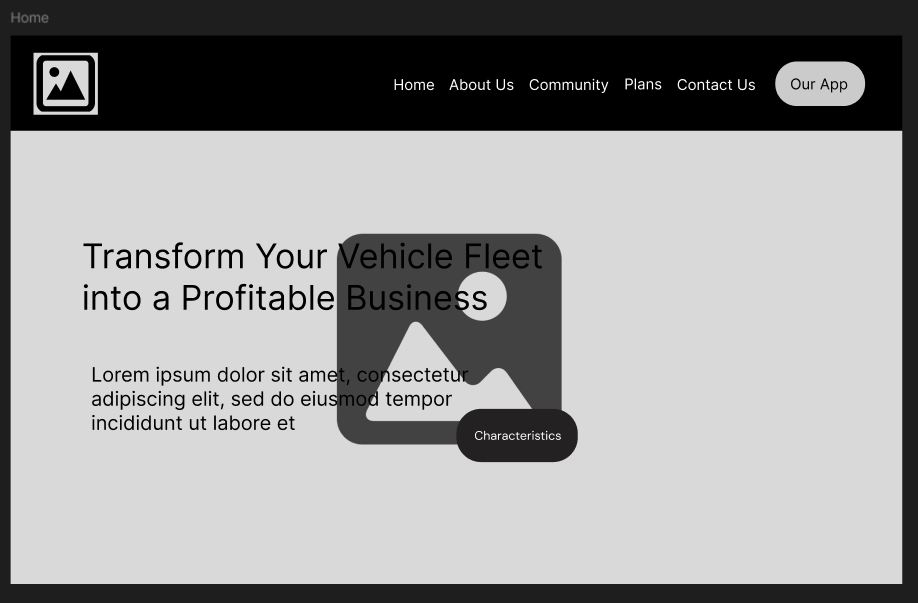 Home
Home About Us Community Plans Contact Us Our App
Transform Your Vehicle Fleet
into a Profitable Business
Lorem ipsum dolor sit amet, consectetur
adipiscing elit, sed do eiusmod tempor
incididunt ut labore et
Characteristics